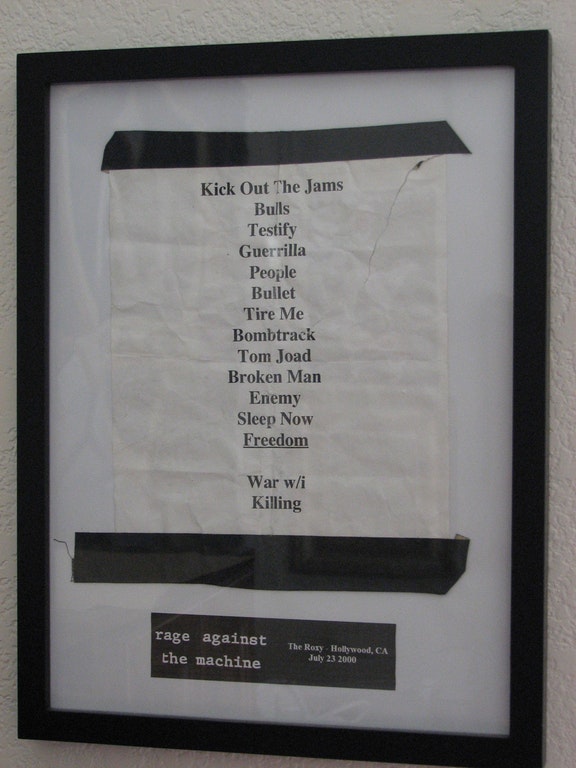 Kick Out The Jams
Bulls
Testify
Guerrilla
People
Bullet
Tire Me
Bombtrack
Tom Joad
Broken Man
Enemy
Sleep Now
Freedom
War w/i
Killing
rage against
the machine
The Roxy - Hollywood, CA
July 23 2000